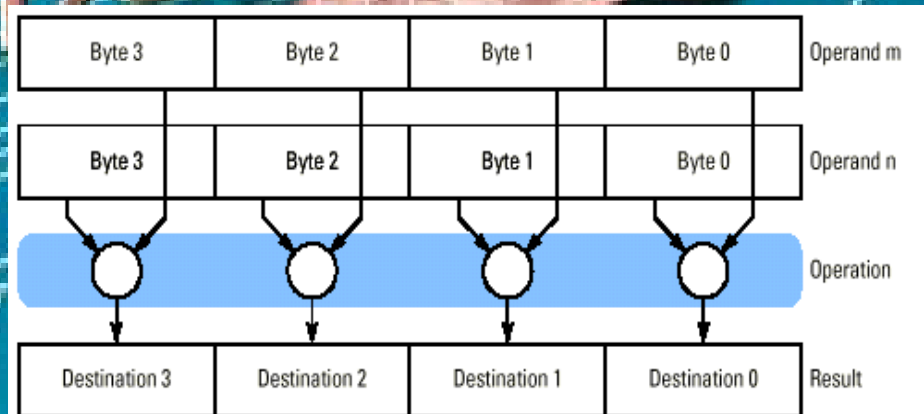 Byte 3 Byte 2 Byte 1 Byte 0 Operand m
Byte 3 Byte 2 Byte 1 Byte 0 Operand n
Operation
Destination 3 Destination 2 Destination 1 Destination 0 Result